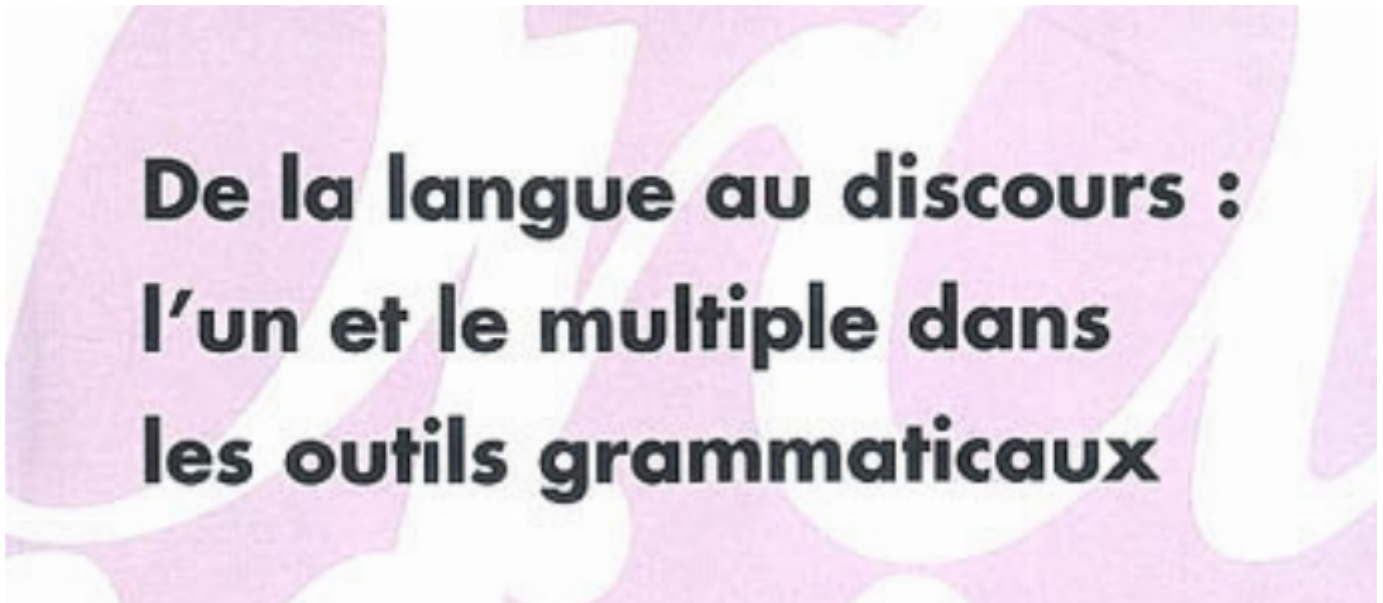 De la langue au discours :
l’un et le multiple dans
les outils grammaticaux